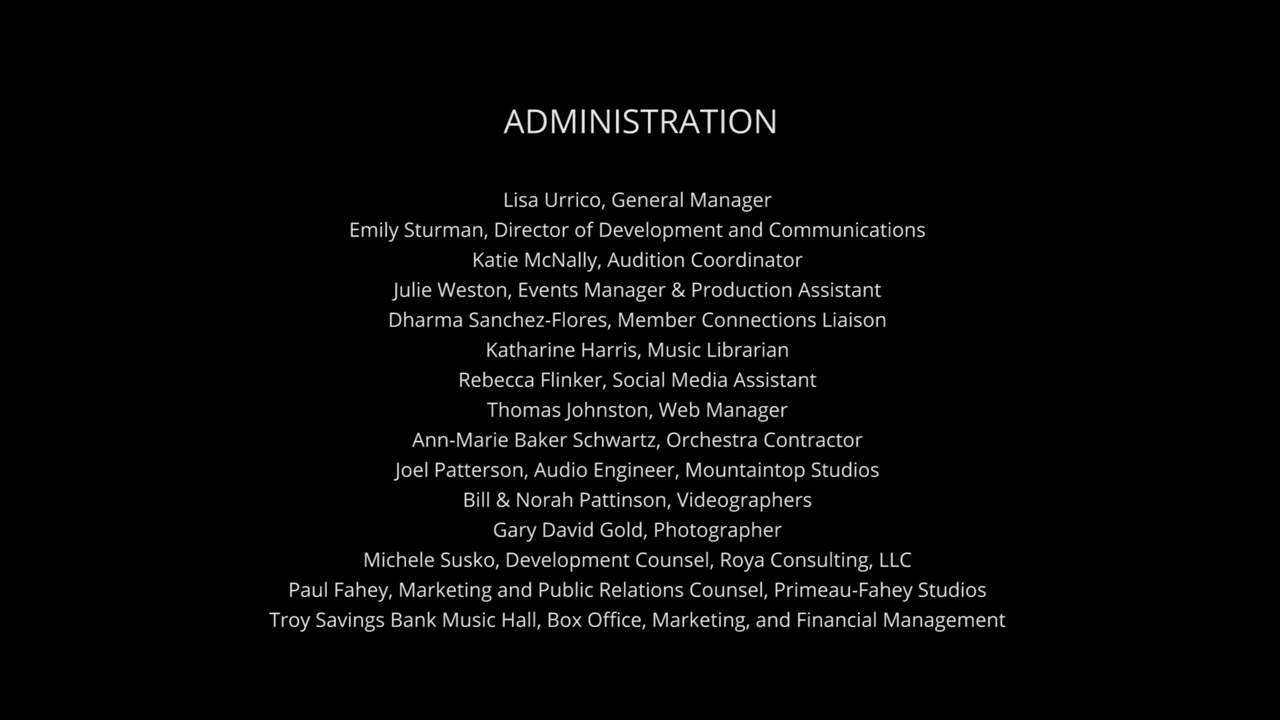 ADMINISTRATION
Lisa Urrico, General Manager
Emily Sturman, Director of Development and Communications
Katie McNally, Audition Coordinator
Julie Weston, Events Manager & Production Assistant
Dharma Sanchez-Flores, Member Connections Liaison
Katharine Harris, Music Librarian
Rebecca Flinker, Social Media Assistant
Thomas Johnston, Web Manager
Ann-Marie Baker Schwartz, Orchestra Contractor
Joel Patterson, Audio Engineer, Mountaintop Studios
Bill & Norah Pattinson, Videographers
Gary David Gold, Photographer
Michele Susko, Development Counsel, Roya Consulting, LLC
Paul Fahey, Marketing and Public Relations Counsel, Primeau-Fahey Studios
Troy Savings Bank Music Hall, Box Office, Marketing, and Financial Management